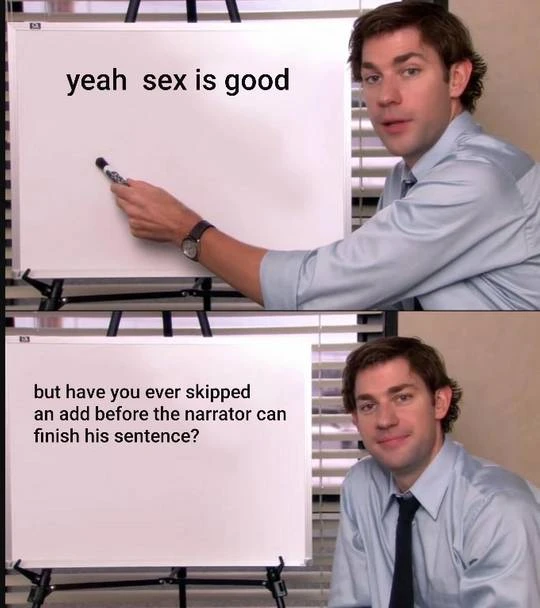 yeah  sex is good
but have you ever skipped
an add before the narrator can
finish his sentence?